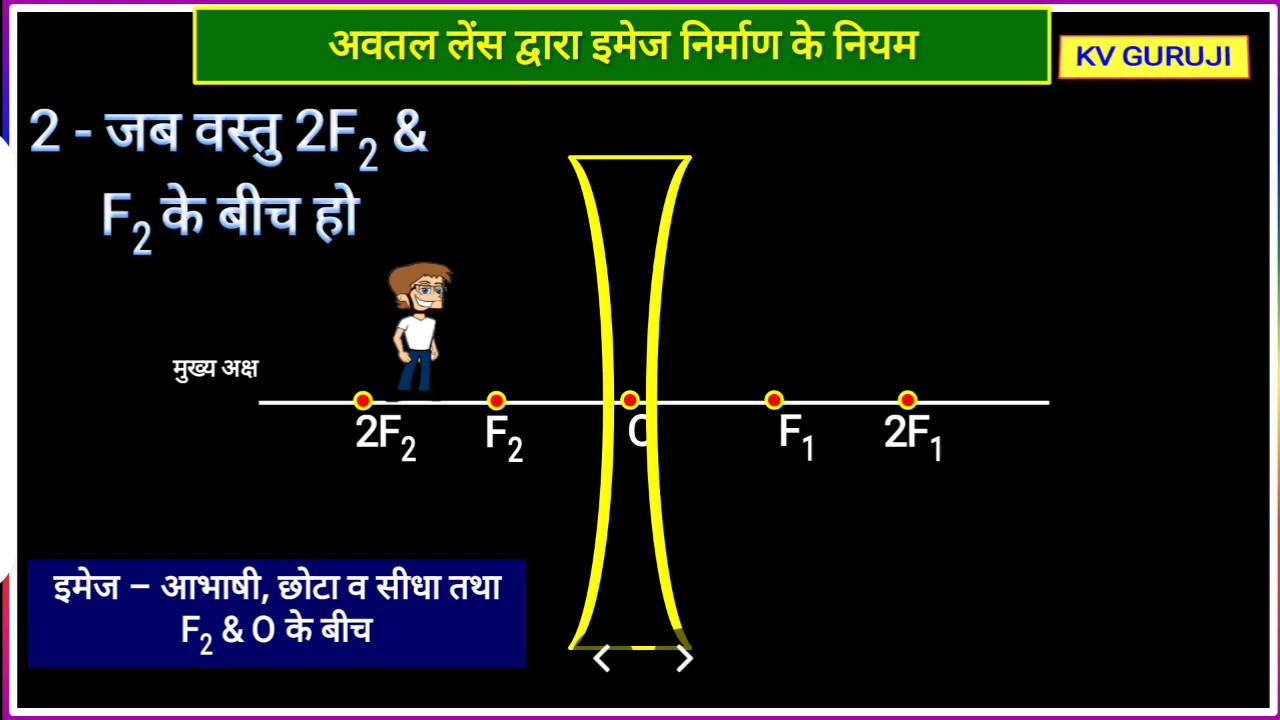 अवतल लेंस द्वारा इमेज निर्माण के नियम
KV GURUJI
2 - जब वस्तु 2F₂ &
F₂ के बीच हो
मुख्य अक्ष
2F₂ F₂ O F₁ 2F₁
इमेज – आभाषी, छोटा व सीधा तथा
F₂ & O के बीच